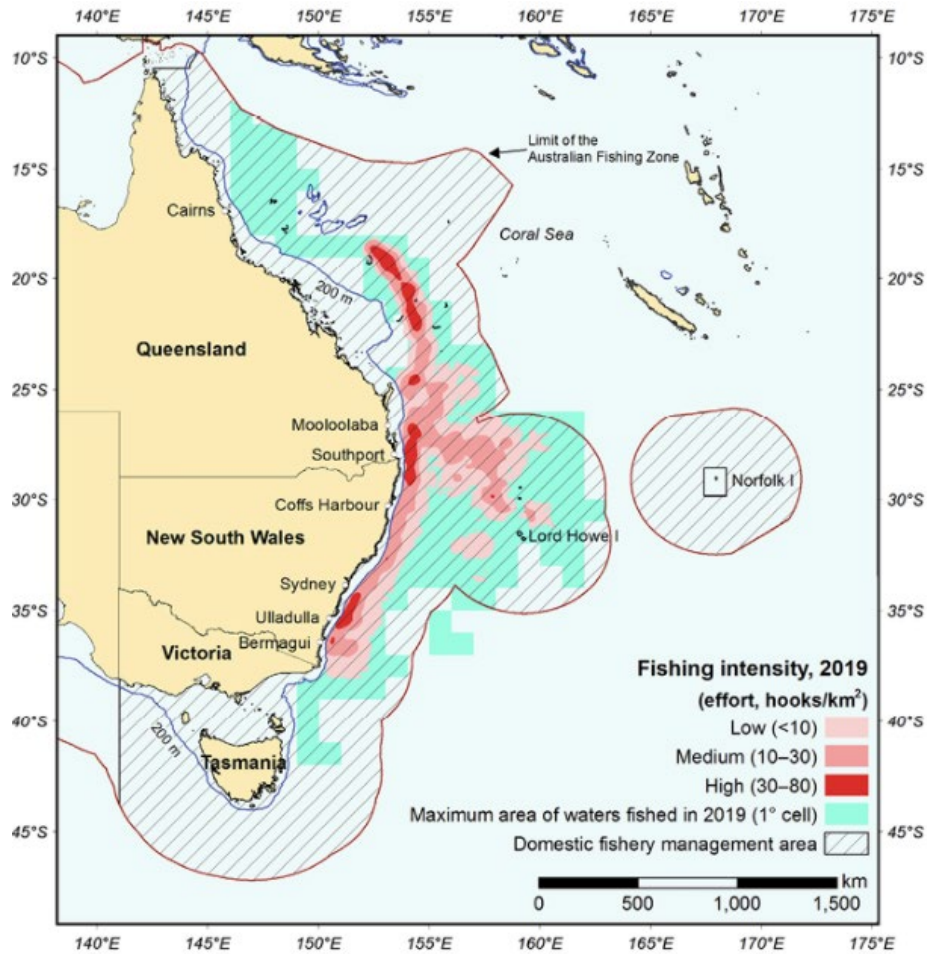 140°E 145°E 150°E 155°E 160°E 165°E 170°E 175°E
10°S 10°S
Limit of the
Australian Fishing Zone
15°S 15°S
Cairns
Coral Sea
20°S 20°S
200 m
Queensland
25°S 25°S
Mooloolaba
Southport
Norfolk I
Coffs Harbour
30°S 30°S
New South Wales
Lord Howe I
Sydney
35°S 35°S
Ulladulla
Bermagui
Victoria
Fishing intensity, 2019
(effort, hooks/km²)
Low (<10)
40°S 40°S
200 m
Tasmania
Medium (10–30)
High (30–80)
Maximum area of waters fished in 2019 (1° cell)
45°S 45°S
Domestic fishery management area
km
0 500 1,000 1,500
140°E 145°E 150°E 155°E 160°E 165°E 170°E 175°E